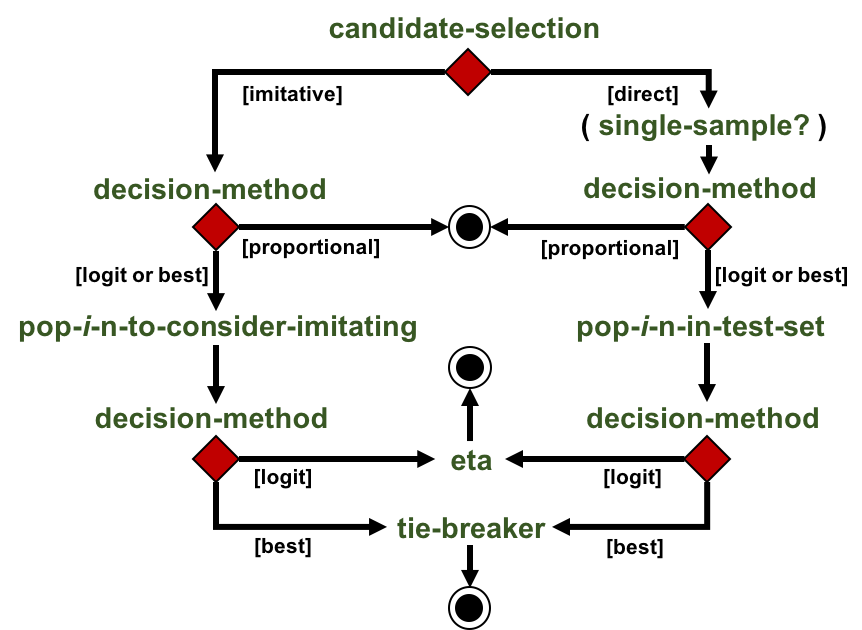 candidate-selection
[imitative]
[direct]
( single-sample? )
decision-method
decision-method
[proportional]
[proportional]
[logit or best]
[logit or best]
pop-i-n-to-consider-imitating
pop-i-n-in-test-set
decision-method
decision-method
eta
[logit]
[logit]
tie-breaker
[best]
[best]